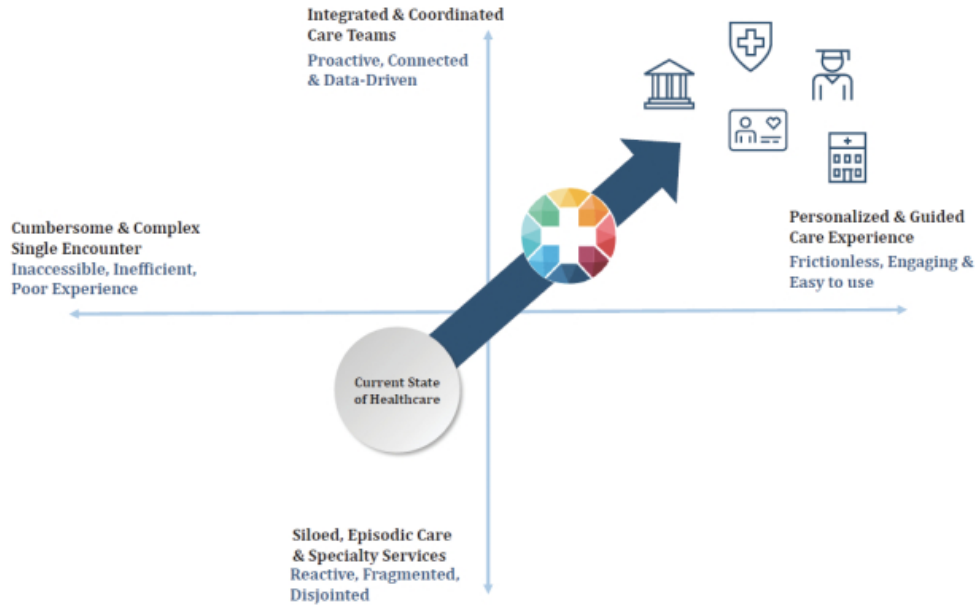 Integrated & Coordinated
Care Teams
Proactive, Connected
& Data-Driven
Cumbersome & Complex
Single Encounter
Inaccessible, Inefficient,
Poor Experience
Personalized & Guided
Care Experience
Frictionless, Engaging &
Easy to use
Current State
of Healthcare
Siloed, Episodic Care
& Specialty Services
Reactive, Fragmented,
Disjointed